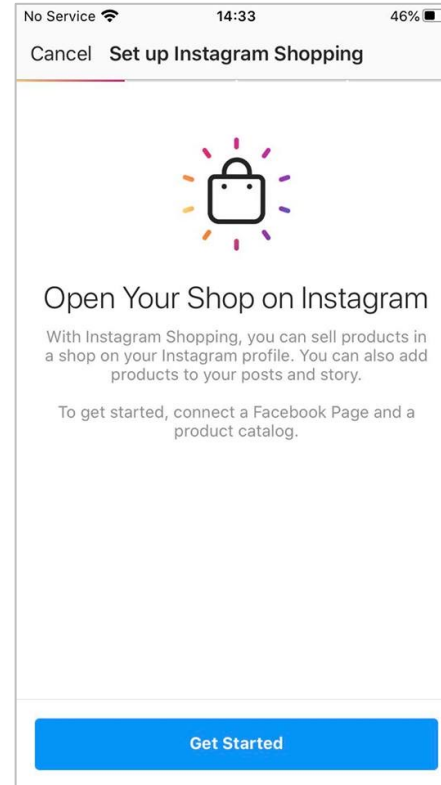 No Service 14:33 46%
Cancel Set up Instagram Shopping
Open Your Shop on Instagram
With Instagram Shopping, you can sell products in
a shop on your Instagram profile. You can also add
products to your posts and story.
To get started, connect a Facebook Page and a
product catalog.
Get Started